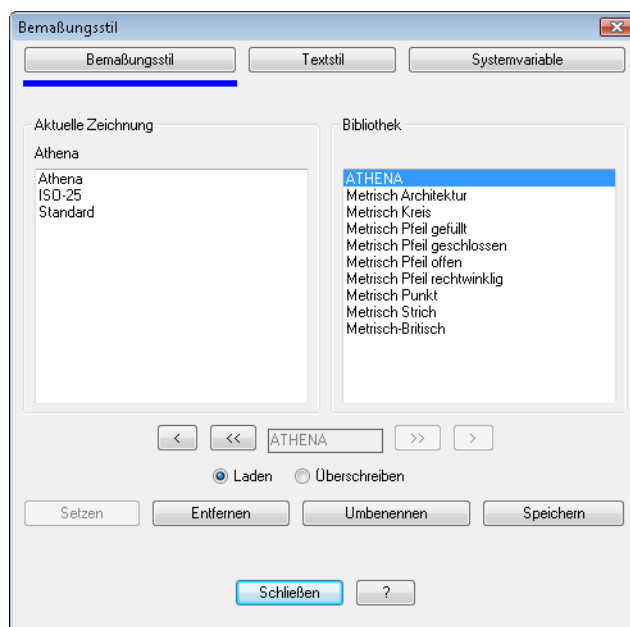 Bemaßungsstil
Bemaßungsstil Textstil Systemvariable
Aktuelle Zeichnung
Athena
Athena
ISO-25
Standard
Bibliothek
ATHENA
Metrisch Architektur
Metrisch Kreis
Metrisch Pfeil gefüllt
Metrisch Pfeil geschlossen
Metrisch Pfeil offen
Metrisch Pfeil rechtwinklig
Metrisch Punkt
Metrisch Strich
Metrisch-Britisch
< << ATHENA >> >
Laden Überschreiben
Setzen Entfernen Umbenennen Speichern
Schließen ?